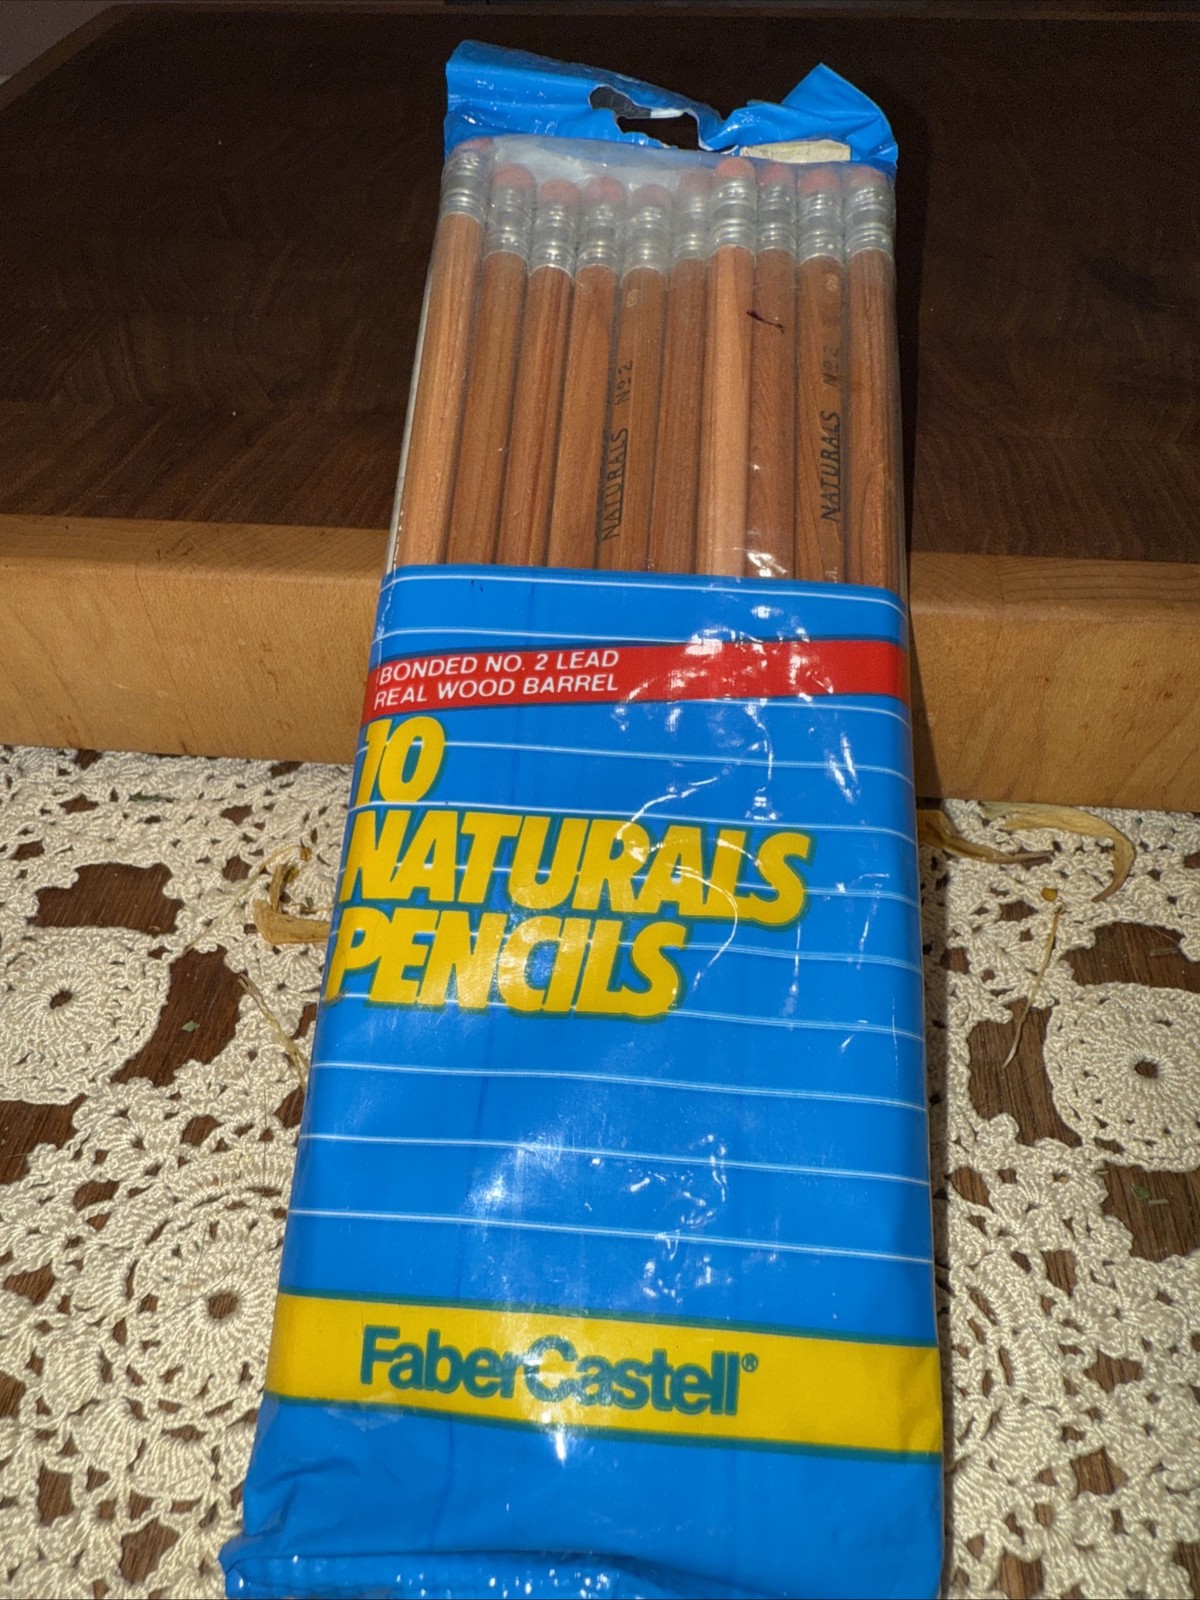 NATURALS Nº2
NATURALS Nº2
BONDED NO. 2 LEAD
REAL WOOD BARREL
10
NATURALS
PENCILS
FaberCastell®